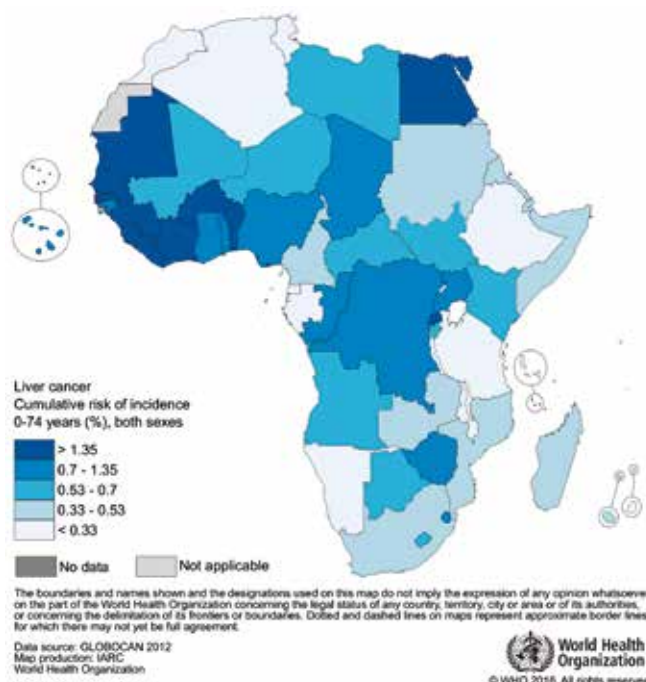 Liver cancer
Cumulative risk of incidence
0-74 years (%), both sexes
> 1.35
0.7 - 1.35
0.53 - 0.7
0.33 - 0.53
< 0.33
No data
Not applicable
The boundaries and names shown and the designations used on this map do not imply the expression of any opinion whatsoever
on the part of the World Health Organization concerning the legal status of any country, territory, city or area or of its authorities,
or concerning the delimitation of its frontiers or boundaries. Dotted and dashed lines on maps represent approximate border lines
for which there may not yet be full agreement.
Data source: GLOBOCAN 2012
Map production: IARC
World Health Organization
World Health
Organization
© WHO 2016. All rights reserved